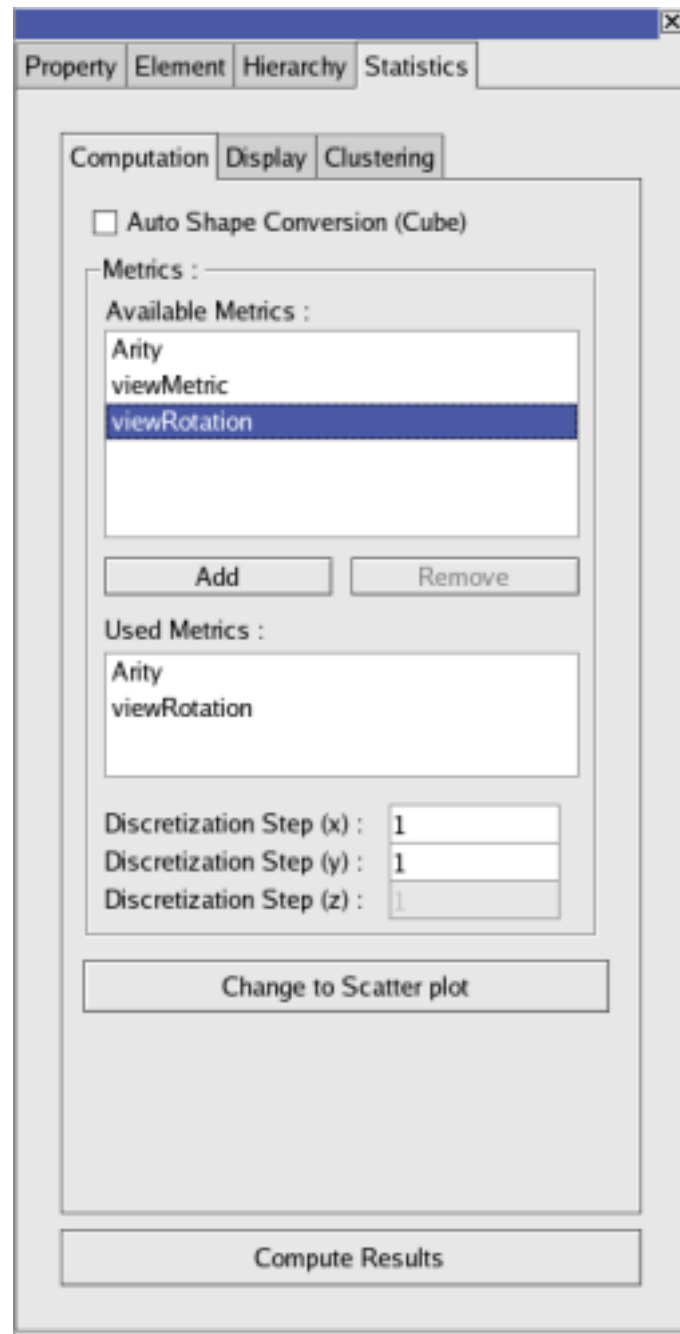 Property Element Hierarchy Statistics
Computation Display Clustering
Auto Shape Conversion (Cube)
Metrics :
Available Metrics :
Arity
viewMetric
viewRotation
Add Remove
Used Metrics :
Arity
viewRotation
Discretization Step (x) : 1
Discretization Step (y) : 1
Discretization Step (z) : 1
Change to Scatter plot
Compute Results